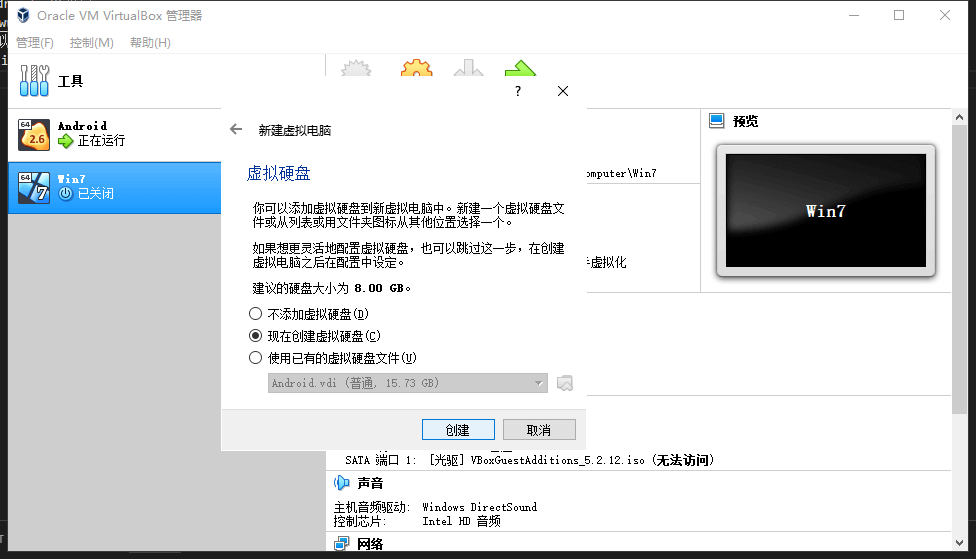 Oracle VM VirtualBox 管理器
管理(F) 控制(M) 帮助(H)
工具
64 2.6 Android
正在运行
64 7 Win7
已关闭
?
新建虚拟电脑
虚拟硬盘
你可以添加虚拟硬盘到新虚拟电脑中。新建一个虚拟硬盘文
件或从列表或用文件夹图标从其他位置选择一个。
如果想更灵活地配置虚拟硬盘,也可以跳过这一步,在创建
虚拟电脑之后在配置中设定。
建议的硬盘大小为 8.00 GB。
不添加虚拟硬盘(D)
现在创建虚拟硬盘(C)
使用已有的虚拟硬盘文件(U)
Android.vdi (普通, 15.73 GB)
创建 取消
omputer\Win7
虚拟化
预览
Win7
SATA 端口 1: [光驱] VBoxGuestAdditions_5.2.12.iso (无法访问)
声音
主机音频驱动: Windows DirectSound
控制芯片: Intel HD 音频
网络